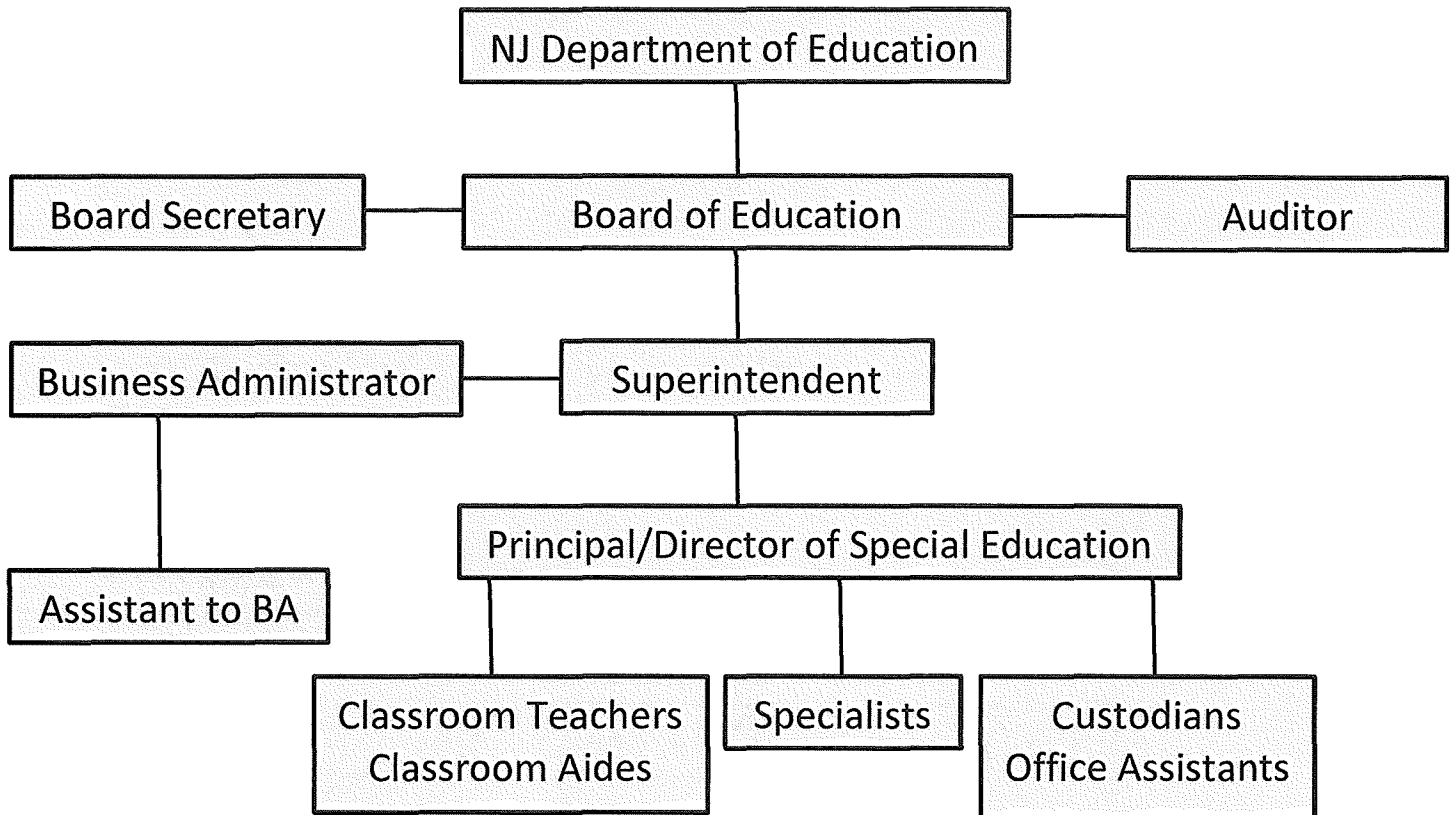 NJ Department of Education
Board Secretary
Board of Education
Auditor
Business Administrator
Superintendent
Principal/Director of Special Education
Assistant to BA
Classroom Teachers
Classroom Aides
Specialists
Custodians
Office Assistants